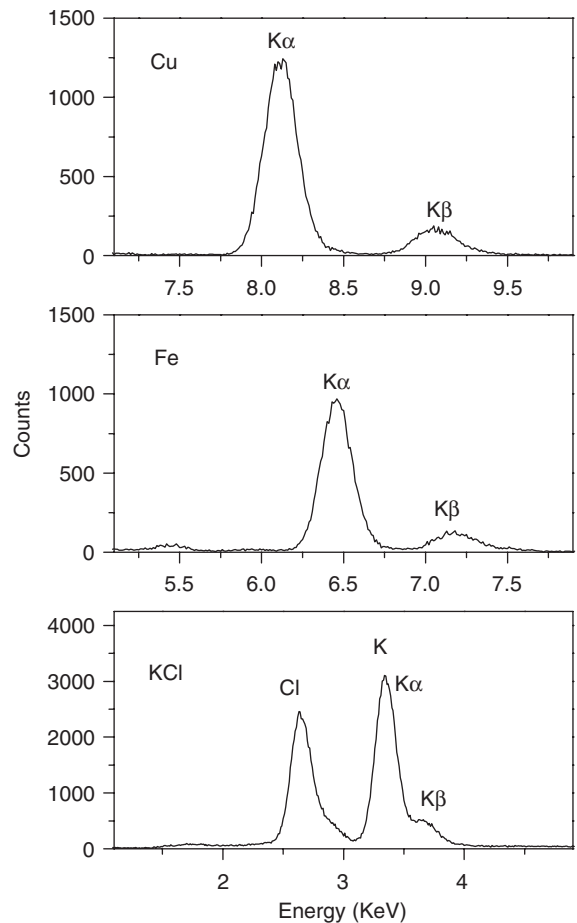 1500
Cu
Kα
1000
500
Kβ
0
7.5 8.0 8.5 9.0 9.5
1500
Fe
Kα
1000
Counts
500
Kβ
0
5.5 6.0 6.5 7.0 7.5
4000
KCl
K
Cl
Kα
3000
2000
Kβ
1000
0
2 3 4
Energy (KeV)